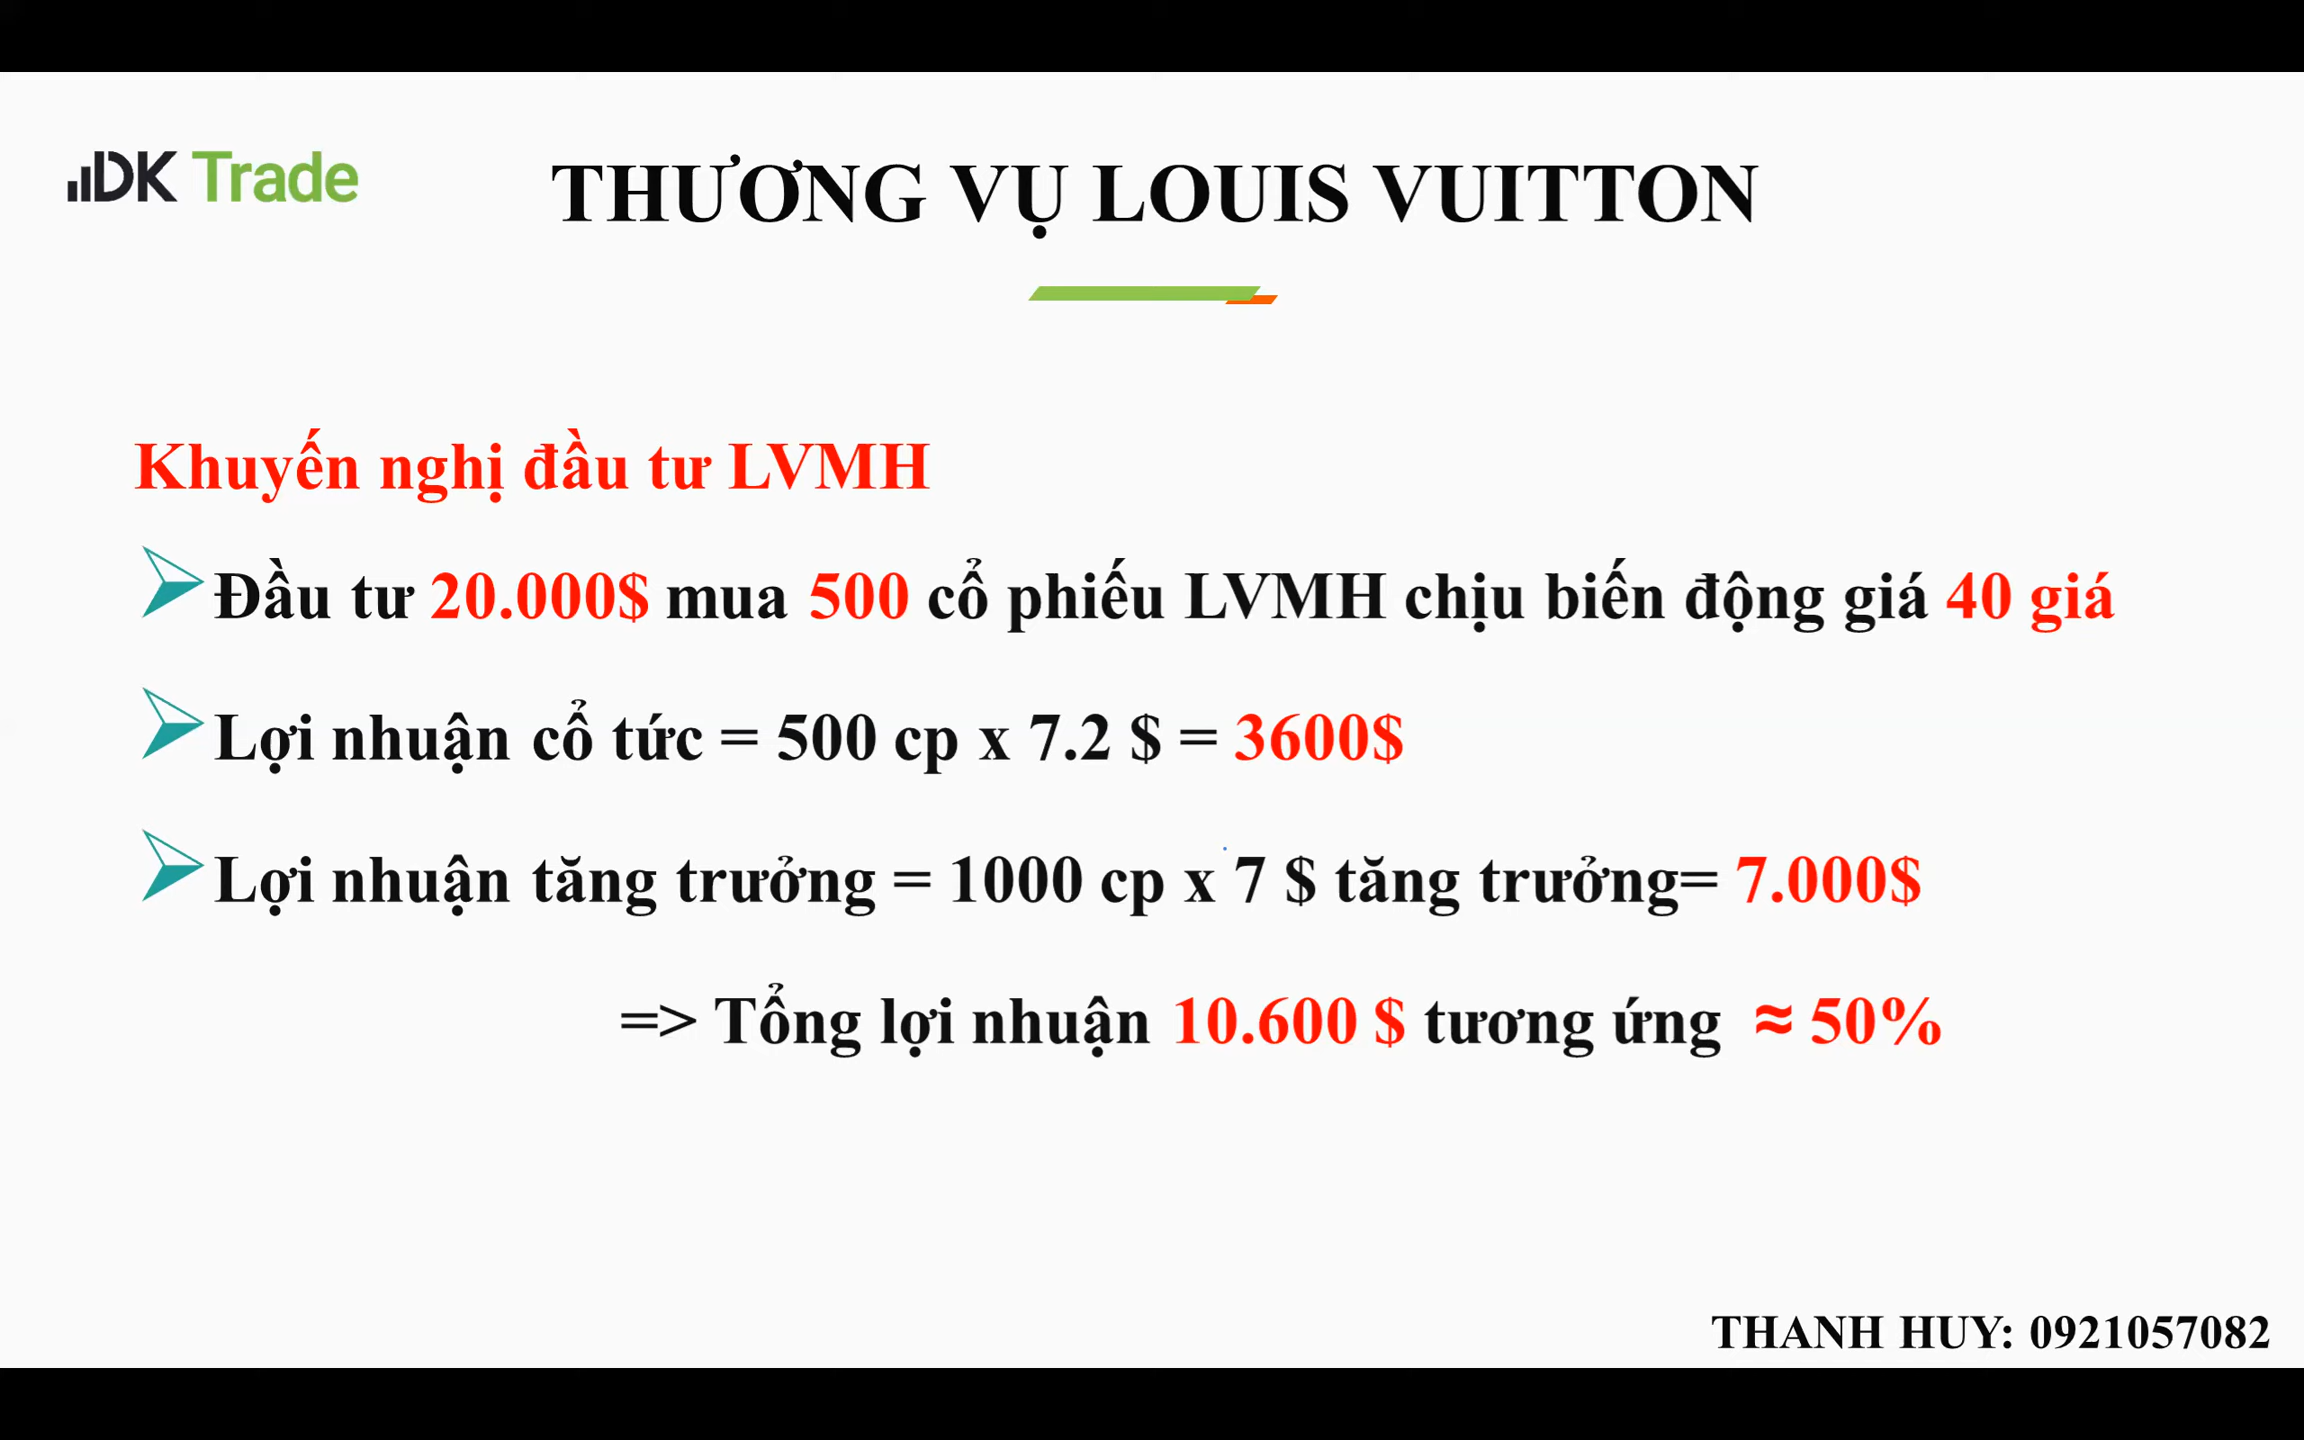 DK Trade
THƯƠNG VỤ LOUIS VUITTON
Khuyến nghị đầu tư LVMH
Đầu tư 20.000$ mua 500 cổ phiếu LVMH chịu biến động giá 40 giá
Lợi nhuận cổ tức = 500 cp x 7.2 $ = 3600$
Lợi nhuận tăng trưởng = 1000 cp x 7 $ tăng trưởng= 7.000$
=> Tổng lợi nhuận 10.600 $ tương ứng ≈ 50%
THANH HUY: 0921057082